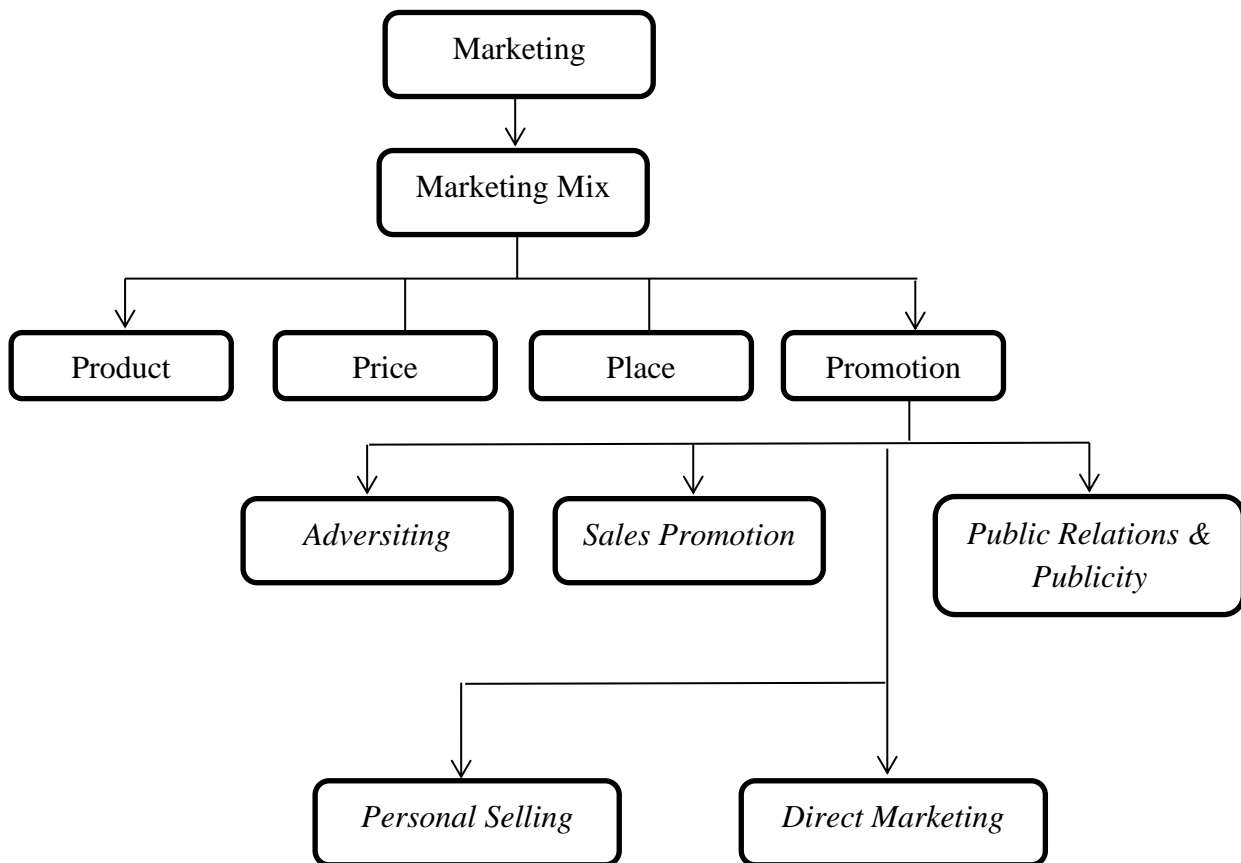 Marketing
Marketing Mix
Product
Price
Place
Promotion
Adversiting
Sales Promotion
Public Relations &
Publicity
Personal Selling
Direct Marketing